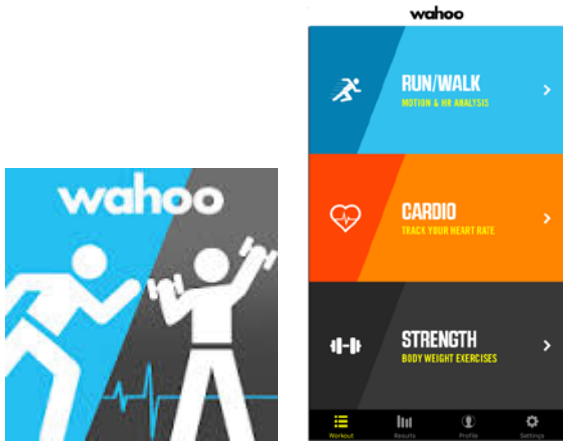 wahoo
wahoo
RUN/WALK
MOTION & HR ANALYSIS
CARDIO
TRACK YOUR HEART RATE
STRENGTH
BODY WEIGHT EXERCISES
Workout
Results
Profile
Settings